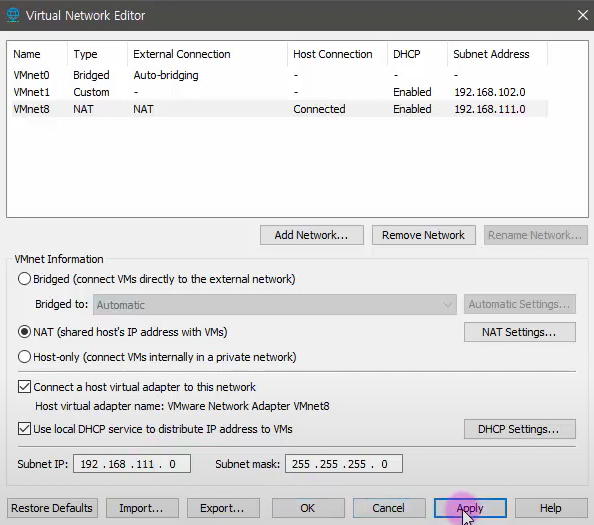 Virtual Network Editor
Name Type External Connection Host Connection DHCP Subnet Address
VMnet0 Bridged Auto-bridging - - -
VMnet1 Custom - - Enabled 192.168.102.0
VMnet8 NAT NAT Connected Enabled 192.168.111.0
Add Network... Remove Network Rename Network...
VMnet Information
Bridged (connect VMs directly to the external network)
Bridged to: Automatic Automatic Settings...
NAT (shared host's IP address with VMs) NAT Settings...
Host-only (connect VMs internally in a private network)
Connect a host virtual adapter to this network
Host virtual adapter name: VMware Network Adapter VMnet8
Use local DHCP service to distribute IP address to VMs DHCP Settings...
Subnet IP: 192 . 168 . 111 . 0 Subnet mask: 255 . 255 . 255 . 0
Restore Defaults Import... Export... OK Cancel Apply Help